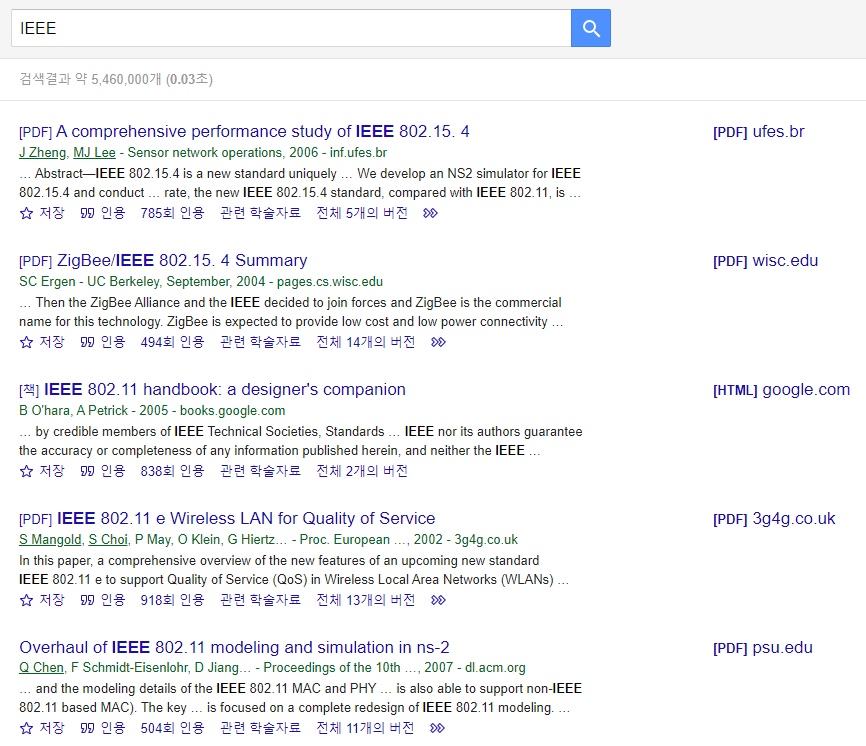 IEEE
검색결과 약 5,460,000개 (0.03초)
[PDF] A comprehensive performance study of IEEE 802.15. 4
[PDF] ufes.br
J Zheng, MJ Lee - Sensor network operations, 2006 - inf.ufes.br
… Abstract—IEEE 802.15.4 is a new standard uniquely … We develop an NS2 simulator for IEEE
802.15.4 and conduct … rate, the new IEEE 802.15.4 standard, compared with IEEE 802.11, is …
저장 인용 785회 인용 관련 학술자료 전체 5개의 버전
[PDF] ZigBee/IEEE 802.15. 4 Summary
[PDF] wisc.edu
SC Ergen - UC Berkeley, September, 2004 - pages.cs.wisc.edu
… Then the ZigBee Alliance and the IEEE decided to join forces and ZigBee is the commercial
name for this technology. ZigBee is expected to provide low cost and low power connectivity …
저장 인용 494회 인용 관련 학술자료 전체 14개의 버전
[책] IEEE 802.11 handbook: a designer's companion
[HTML] google.com
B O'hara, A Petrick - 2005 - books.google.com
… by credible members of IEEE Technical Societies, Standards … IEEE nor its authors guarantee
the accuracy or completeness of any information published herein, and neither the IEEE …
저장 인용 838회 인용 관련 학술자료 전체 2개의 버전
[PDF] IEEE 802.11 e Wireless LAN for Quality of Service
[PDF] 3g4g.co.uk
S Mangold, S Choi, P May, O Klein, G Hiertz… - Proc. European …, 2002 - 3g4g.co.uk
In this paper, a comprehensive overview of the new features of an upcoming new standard
IEEE 802.11 e to support Quality of Service (QoS) in Wireless Local Area Networks (WLANs) …
저장 인용 918회 인용 관련 학술자료 전체 13개의 버전
Overhaul of IEEE 802.11 modeling and simulation in ns-2
[PDF] psu.edu
Q Chen, F Schmidt-Eisenlohr, D Jiang… - Proceedings of the 10th …, 2007 - dl.acm.org
… and the modeling details of the IEEE 802.11 MAC and PHY … is also able to support non-IEEE
802.11 based MAC). The key … is focused on a complete redesign of IEEE 802.11 modeling. …
저장 인용 504회 인용 관련 학술자료 전체 11개의 버전